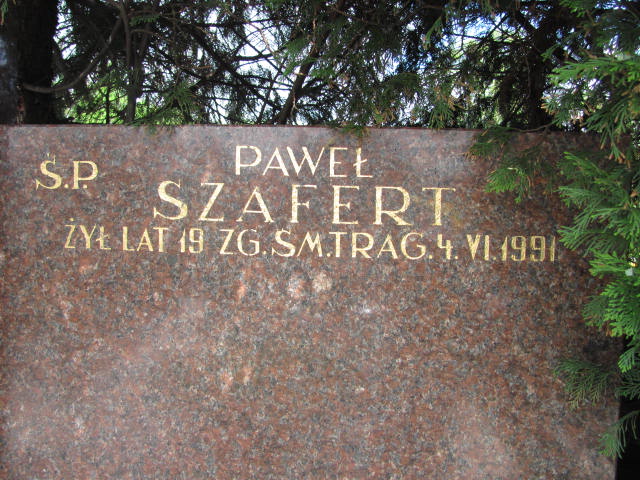 Ś.P. PAWEŁ
SZAFERT
ŻYŁ LAT 19 ZG. ŚM. TRAG. 4. VI. 1991